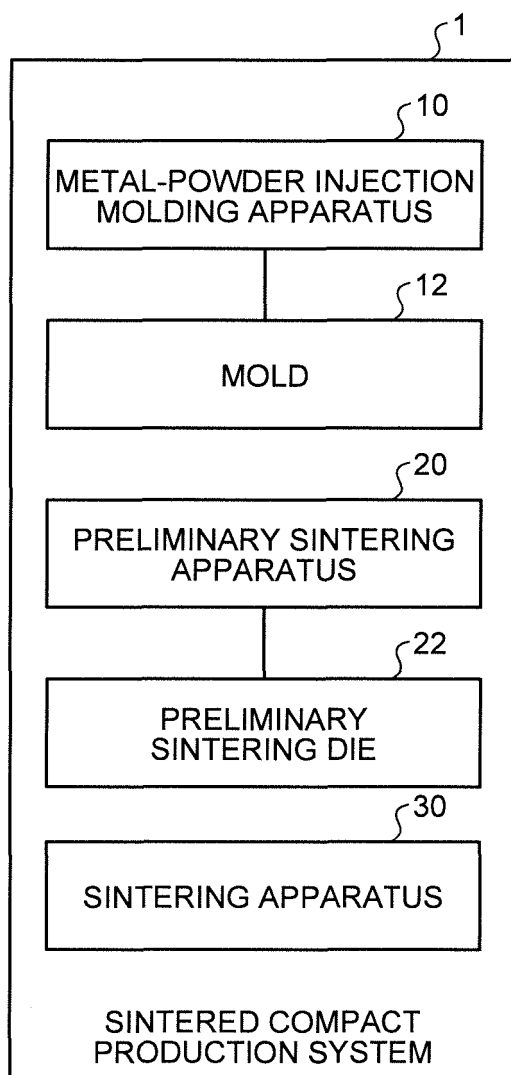 1
10
METAL-POWDER INJECTION
MOLDING APPARATUS
12
MOLD
20
PRELIMINARY SINTERING
APPARATUS
22
PRELIMINARY
SINTERING DIE
30
SINTERING APPARATUS
SINTERED COMPACT
PRODUCTION SYSTEM